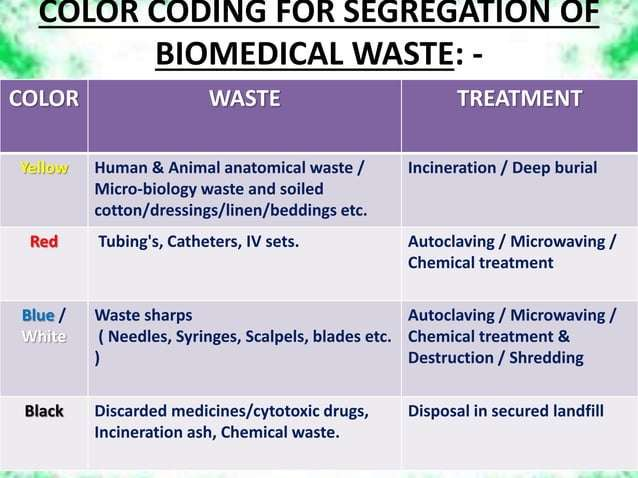 COLOR CODING FOR SEGREGATION OF
BIOMEDICAL WASTE: -
COLOR WASTE TREATMENT
Yellow Human & Animal anatomical waste / Incineration / Deep burial
Micro-biology waste and soiled
cotton/dressings/linen/beddings etc.
Red Tubing's, Catheters, IV sets. Autoclaving / Microwaving /
Chemical treatment
Blue / Waste sharps Autoclaving / Microwaving /
White ( Needles, Syringes, Scalpels, blades etc. Chemical treatment &
) Destruction / Shredding
Black Discarded medicines/cytotoxic drugs, Disposal in secured landfill
Incineration ash, Chemical waste.